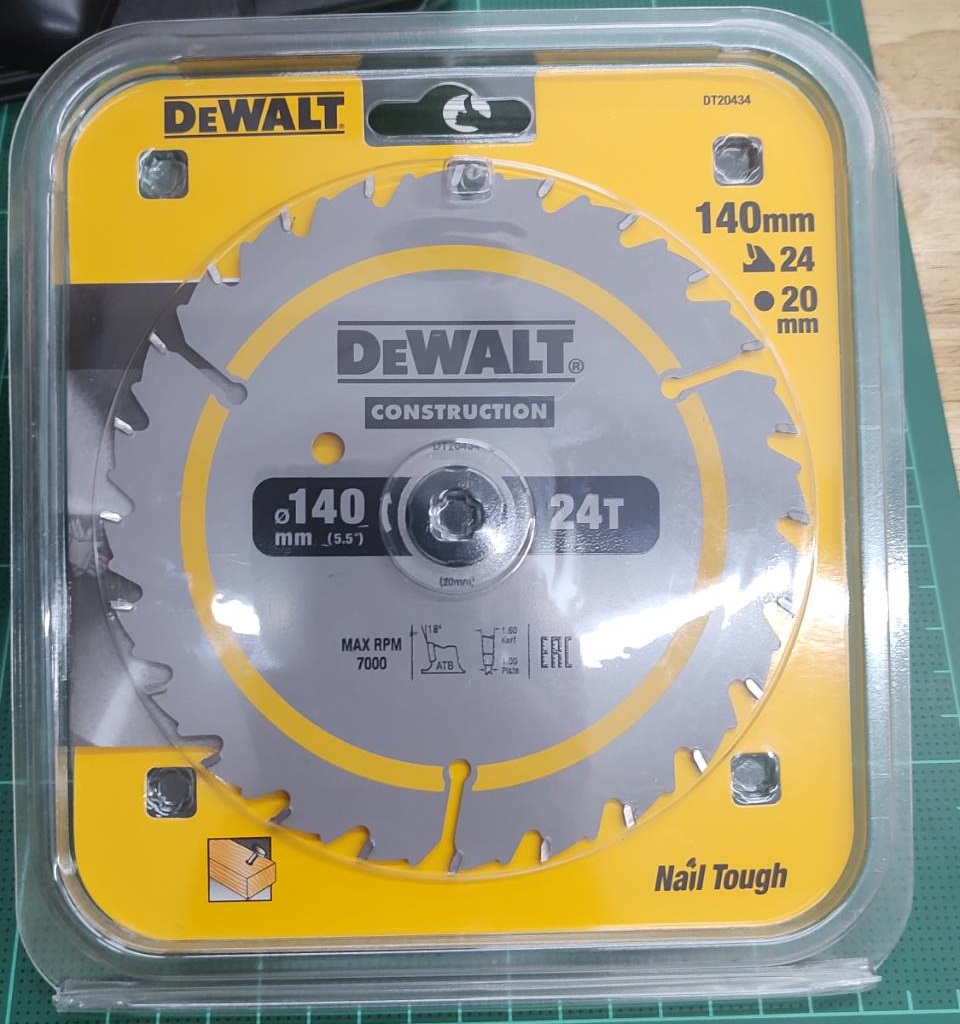 DEWALT
DT20434
140mm
24
20
mm
DEWALT®
CONSTRUCTION
DT20434
ø140
mm (5.5")
24T
(20mm)
MAX RPM
7000
18°
ATB
1.60
Kerf
1.00
Plate
EAC
Nail Tough